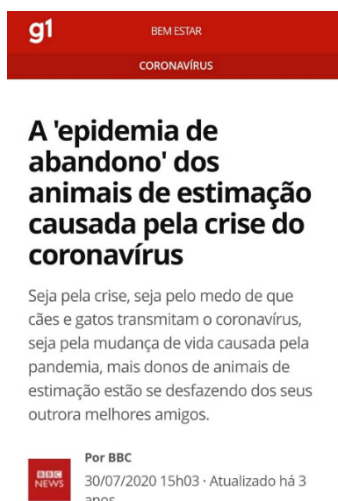 g1
BEM ESTAR
CORONAVÍRUS
A 'epidemia de
abandono' dos
animais de estimação
causada pela crise do
coronavírus
Seja pela crise, seja pelo medo de que
cães e gatos transmitam o coronavírus,
seja pela mudança de vida causada pela
pandemia, mais donos de animais de
estimação estão se desfazendo dos seus
outrora melhores amigos.
BBC
NEWS
Por BBC
30/07/2020 15h03 · Atualizado há 3
anos